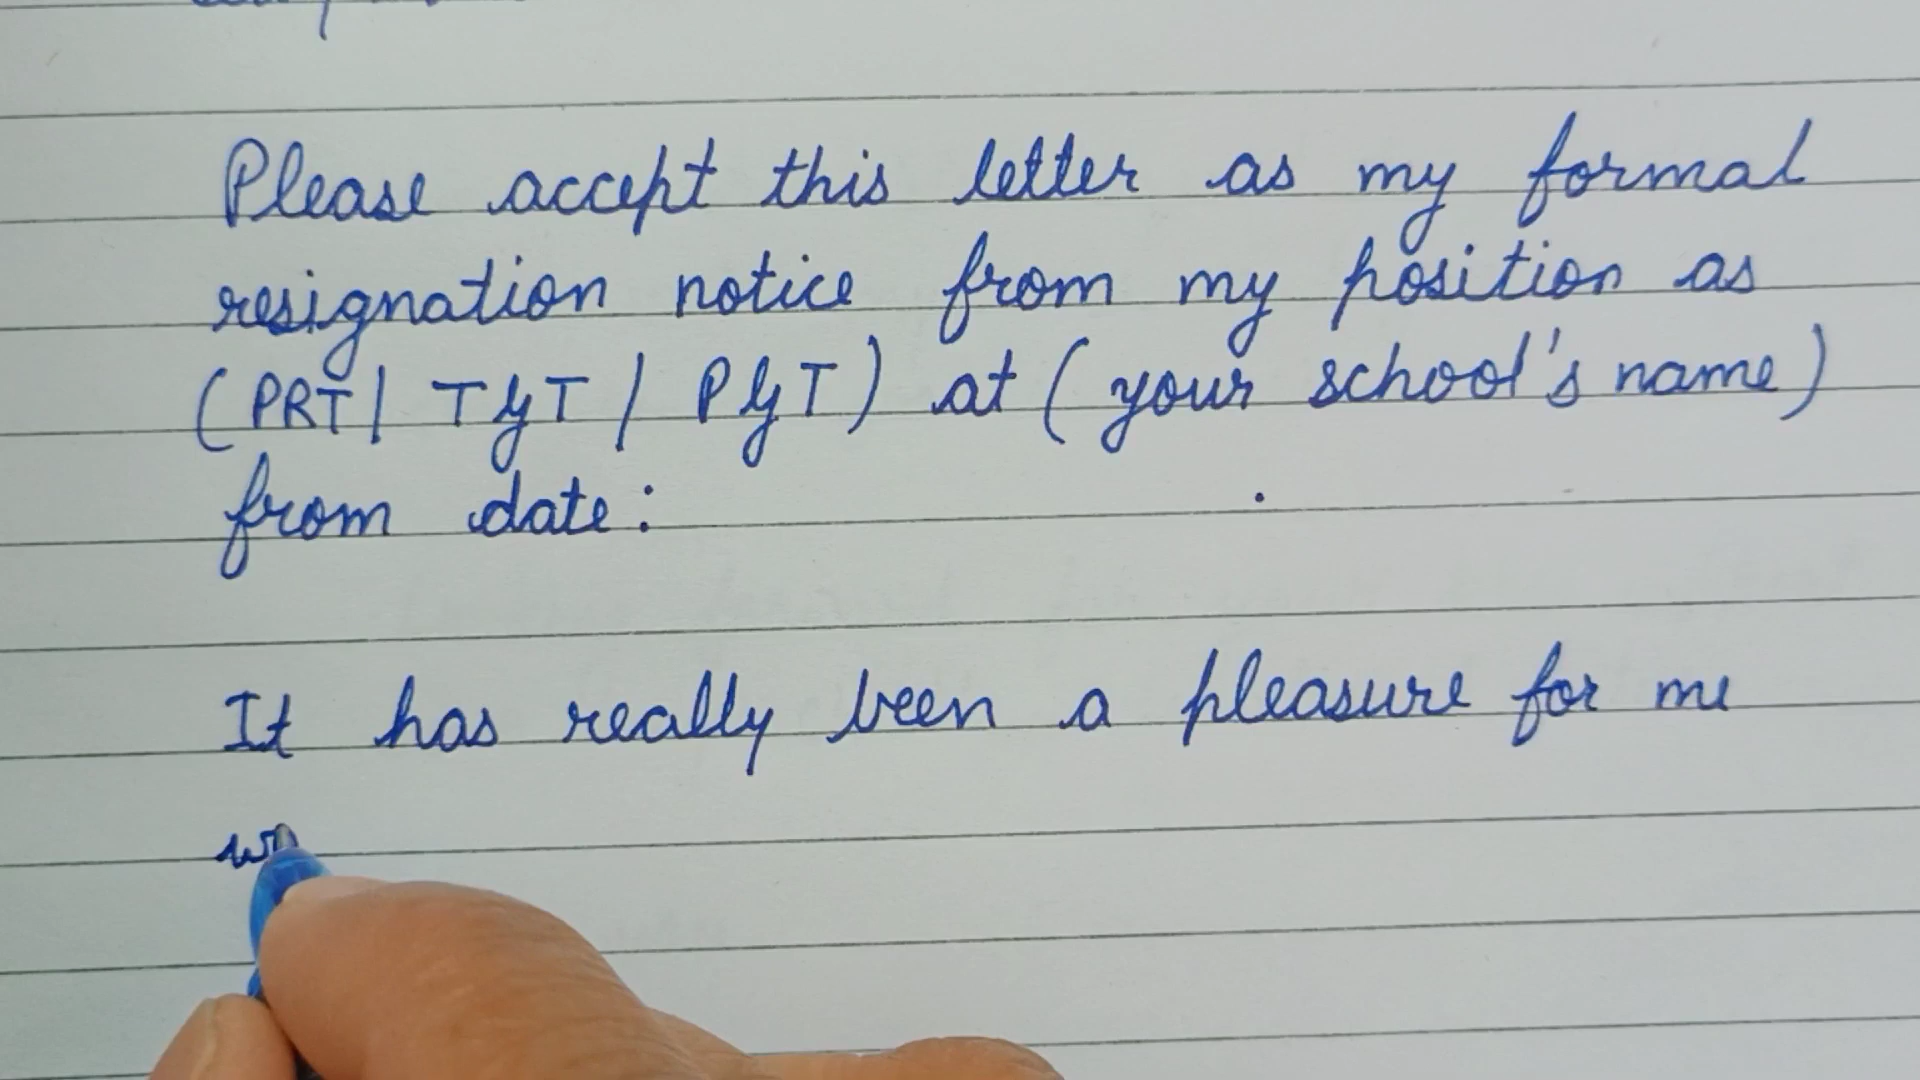 Please accept this letter as my formal
resignation notice from my position as
(PRT/ TGT / PGT) at (your school's name)
from date: .
It has really been a pleasure for me